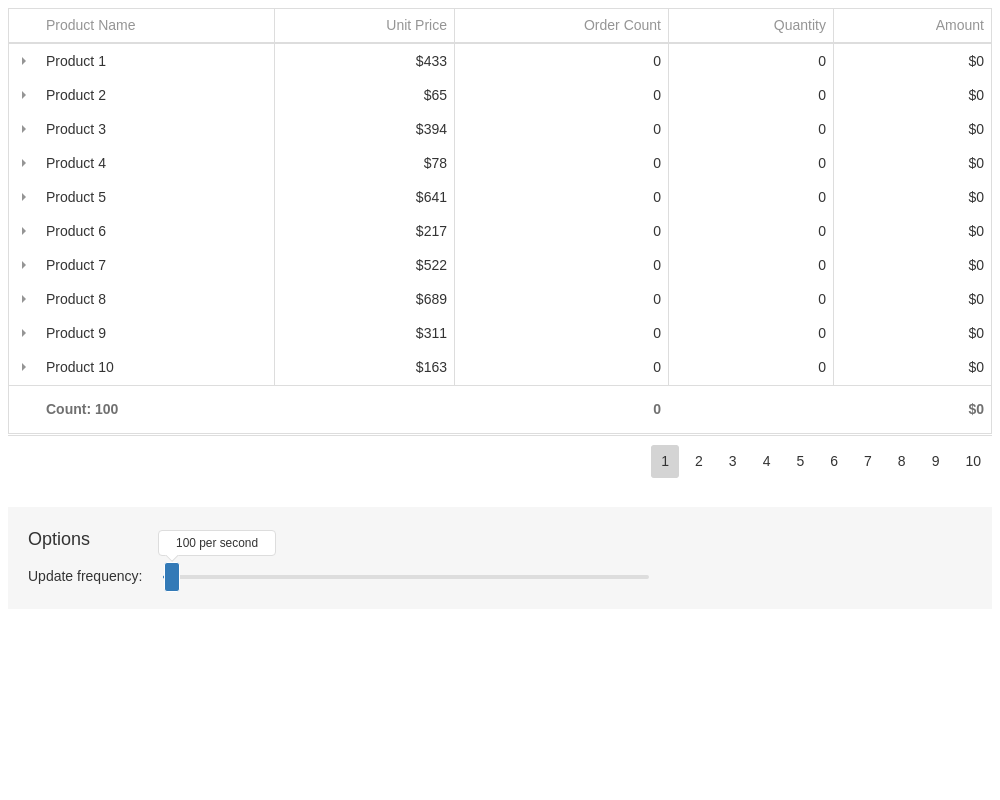 Product Name Unit Price Order Count Quantity Amount
Product 1 $433 0 0 $0
Product 2 $65 0 0 $0
Product 3 $394 0 0 $0
Product 4 $78 0 0 $0
Product 5 $641 0 0 $0
Product 6 $217 0 0 $0
Product 7 $522 0 0 $0
Product 8 $689 0 0 $0
Product 9 $311 0 0 $0
Product 10 $163 0 0 $0
Count: 100 0 $0
1 2 3 4 5 6 7 8 9 10
Options
100 per second
Update frequency: